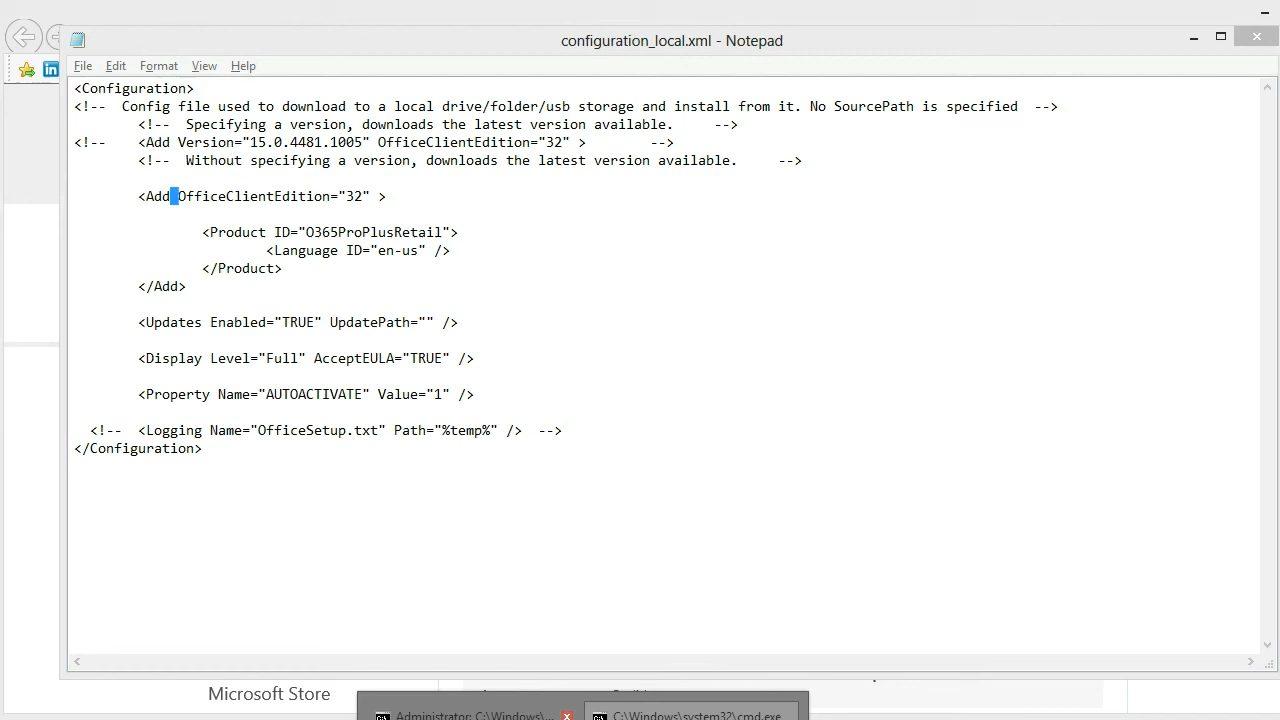 configuration_local.xml - Notepad
File Edit Format View Help
<Configuration>
<!-- Config file used to download to a local drive/folder/usb storage and install from it. No SourcePath is specified -->
<!-- Specifying a version, downloads the latest version available. -->
<!-- <Add Version="15.0.4481.1005" OfficeClientEdition="32" > -->
<!-- Without specifying a version, downloads the latest version available. -->
<Add OfficeClientEdition="32" >
<Product ID="O365ProPlusRetail">
<Language ID="en-us" />
</Product>
</Add>
<Updates Enabled="TRUE" UpdatePath="" />
<Display Level="Full" AcceptEULA="TRUE" />
<Property Name="AUTOACTIVATE" Value="1" />
<!-- <Logging Name="OfficeSetup.txt" Path="%temp%" /> -->
</Configuration>
Microsoft Store
Administrator: C:\Windows\... C:\Windows\system32\cmd.exe